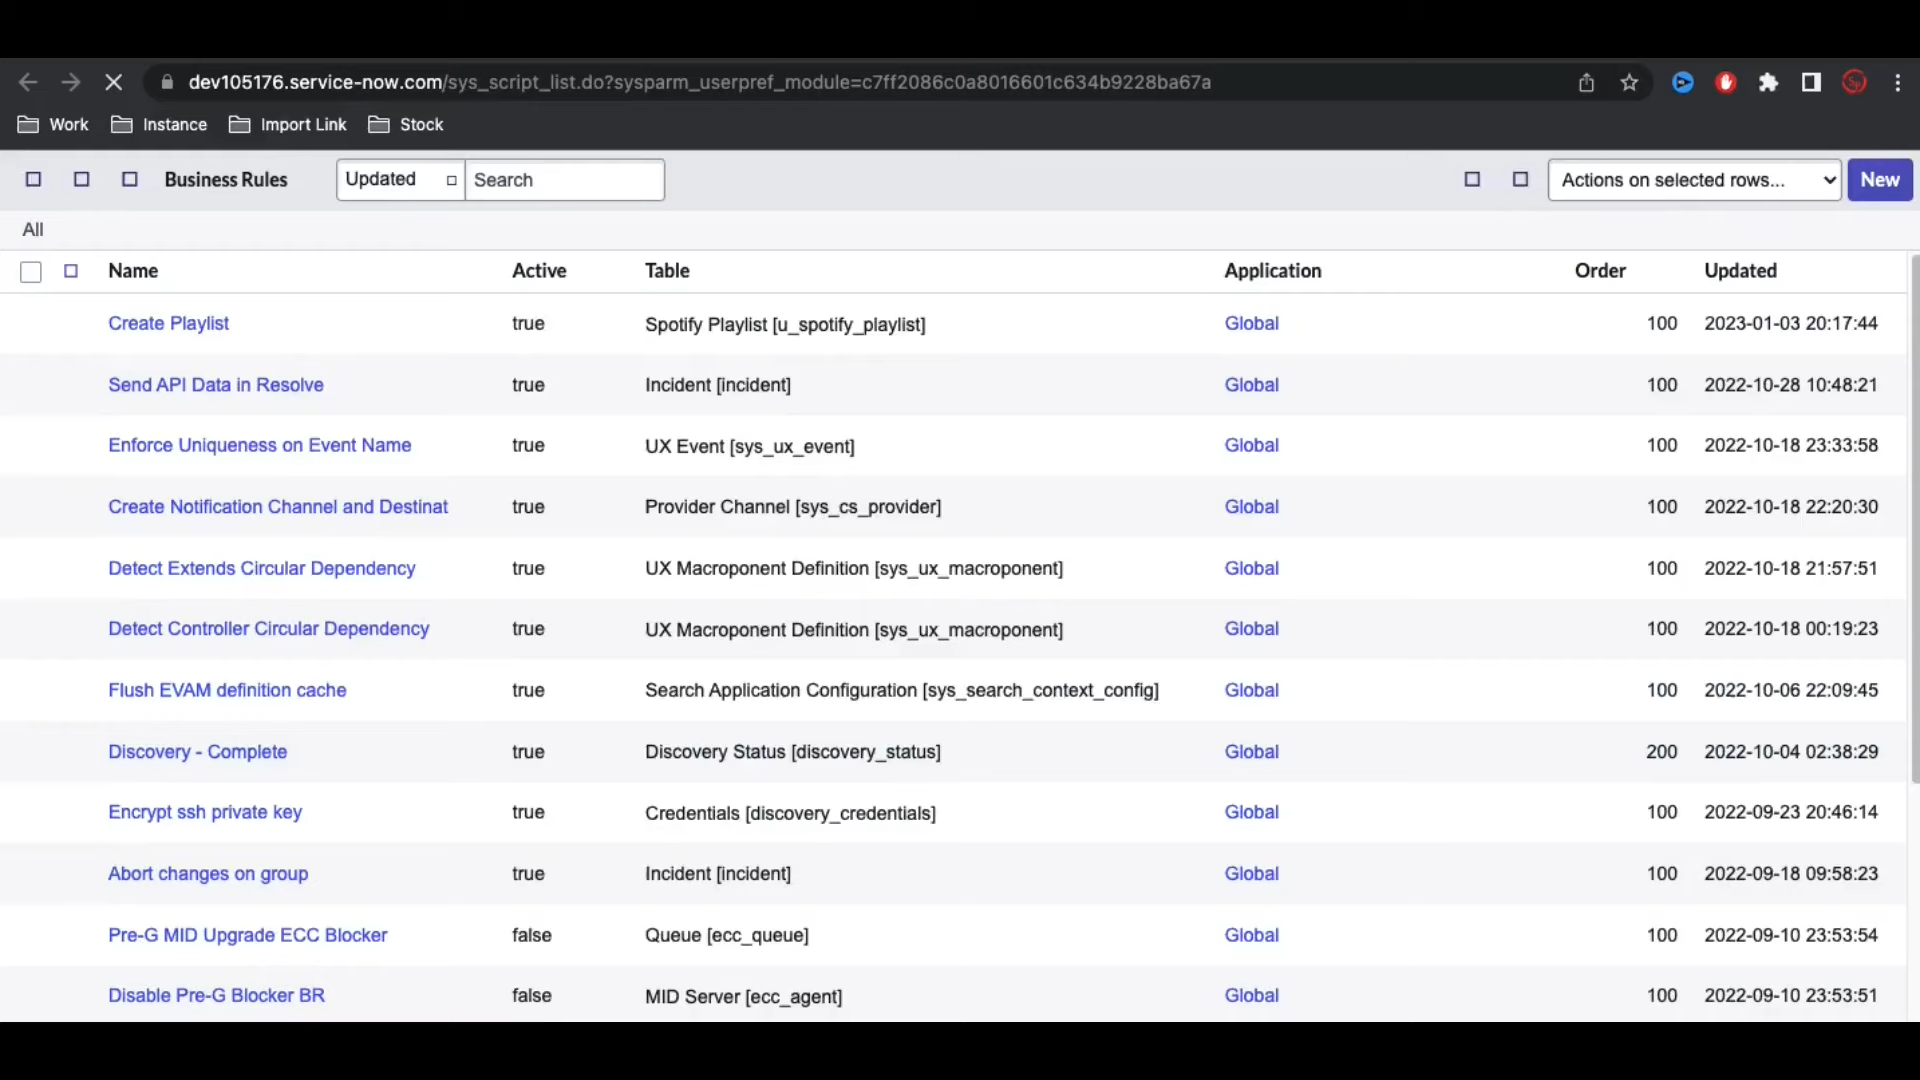 dev105176.service-now.com/sys_script_list.do?sysparm_userpref_module=c7ff2086c0a8016601c634b9228ba67a
Work Instance Import Link Stock
Business Rules Updated Search Actions on selected rows... New
All
Name Active Table Application Order Updated
Create Playlist true Spotify Playlist [u_spotify_playlist] Global 100 2023-01-03 20:17:44
Send API Data in Resolve true Incident [incident] Global 100 2022-10-28 10:48:21
Enforce Uniqueness on Event Name true UX Event [sys_ux_event] Global 100 2022-10-18 23:33:58
Create Notification Channel and Destinat true Provider Channel [sys_cs_provider] Global 100 2022-10-18 22:20:30
Detect Extends Circular Dependency true UX Macroponent Definition [sys_ux_macroponent] Global 100 2022-10-18 21:57:51
Detect Controller Circular Dependency true UX Macroponent Definition [sys_ux_macroponent] Global 100 2022-10-18 00:19:23
Flush EVAM definition cache true Search Application Configuration [sys_search_context_config] Global 100 2022-10-06 22:09:45
Discovery - Complete true Discovery Status [discovery_status] Global 200 2022-10-04 02:38:29
Encrypt ssh private key true Credentials [discovery_credentials] Global 100 2022-09-23 20:46:14
Abort changes on group true Incident [incident] Global 100 2022-09-18 09:58:23
Pre-G MID Upgrade ECC Blocker false Queue [ecc_queue] Global 100 2022-09-10 23:53:54
Disable Pre-G Blocker BR false MID Server [ecc_agent] Global 100 2022-09-10 23:53:51